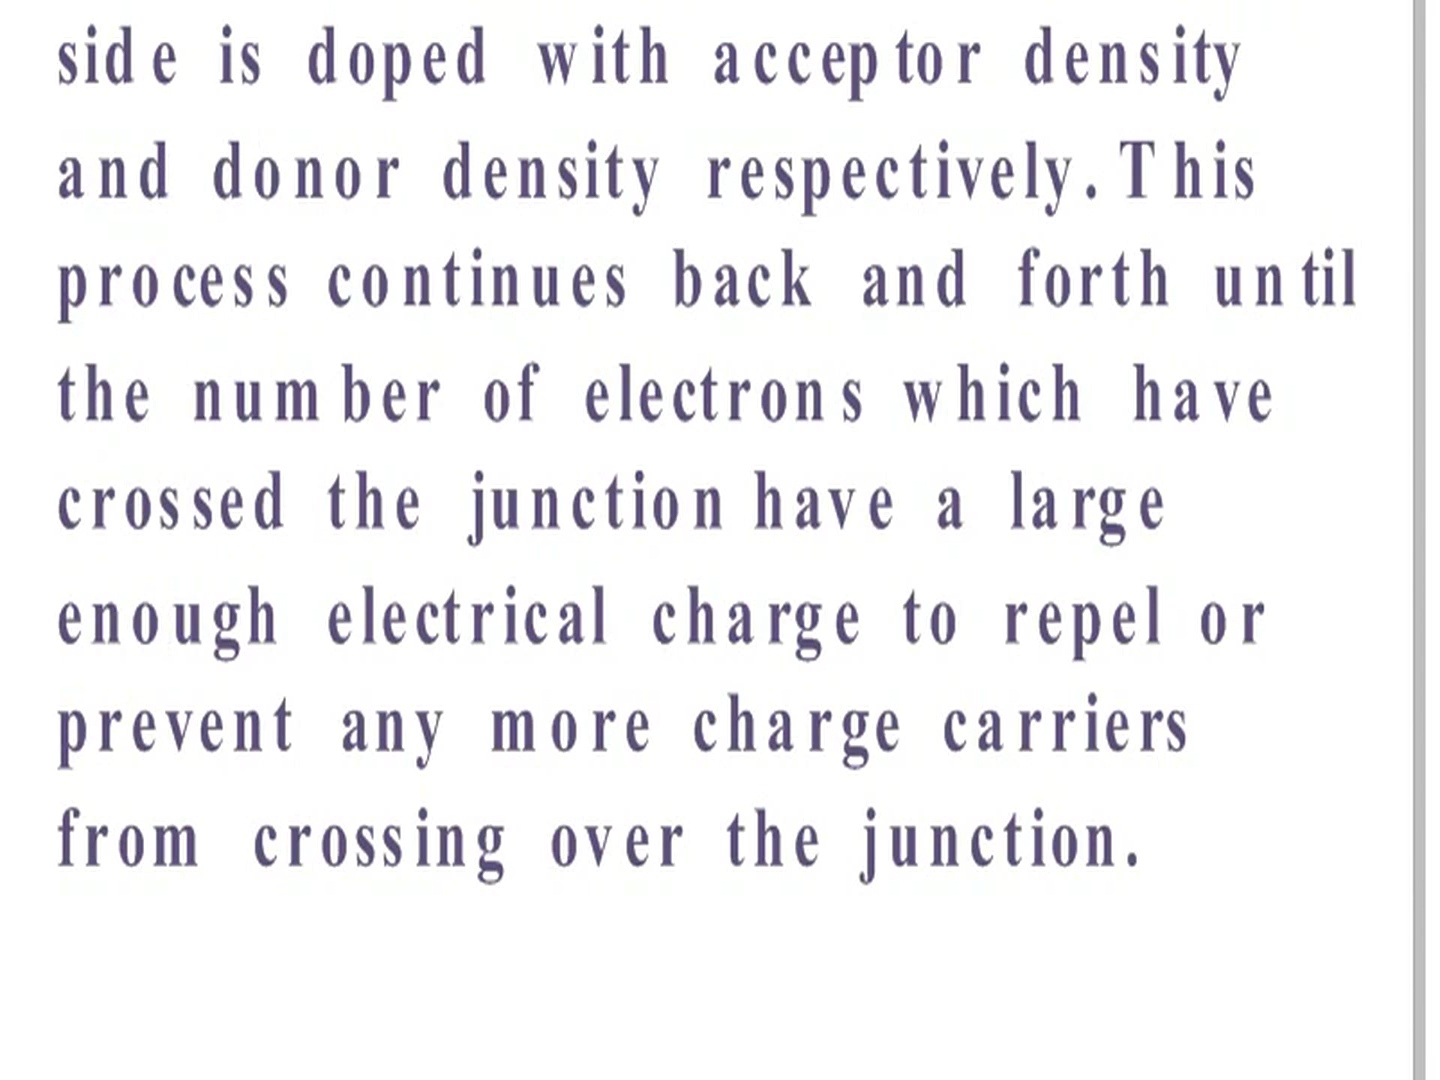 side is doped with acceptor density
and donor density respectively. This
process continues back and forth until
the number of electrons which have
crossed the junction have a large
enough electrical charge to repel or
prevent any more charge carriers
from crossing over the junction.